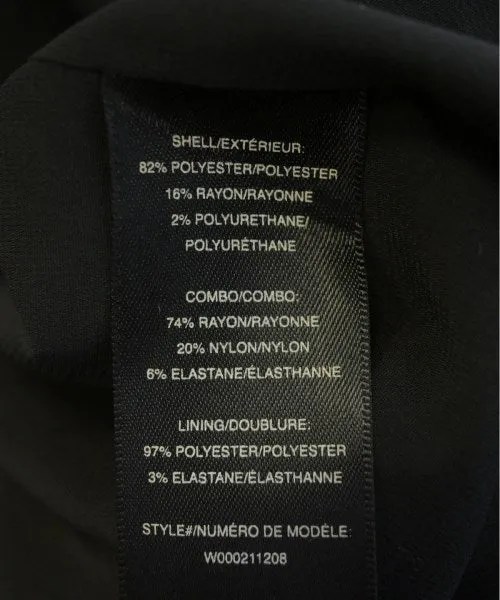 SHELL/EXTÉRIEUR:
82% POLYESTER/POLYESTER
16% RAYON/RAYONNE
2% POLYURETHANE/
POLYURÉTHANE
COMBO/COMBO:
74% RAYON/RAYONNE
20% NYLON/NYLON
6% ELASTANE/ÉLASTHANNE
LINING/DOUBLURE:
97% POLYESTER/POLYESTER
3% ELASTANE/ÉLASTHANNE
STYLE#/NUMÉRO DE MODÈLE:
W000211208